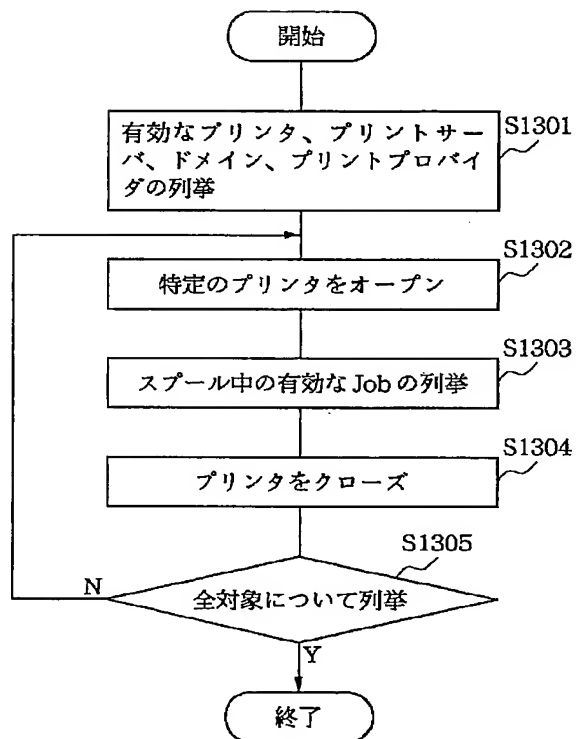 開始
S1301
有効なプリンタ、プリントサー
バ、ドメイン、プリントプロバイ
ダの列挙
S1302
特定のプリンタをオープン
S1303
スプール中の有効なJobの列挙
S1304
プリンタをクローズ
S1305
全対象について列挙
N
Y
終了